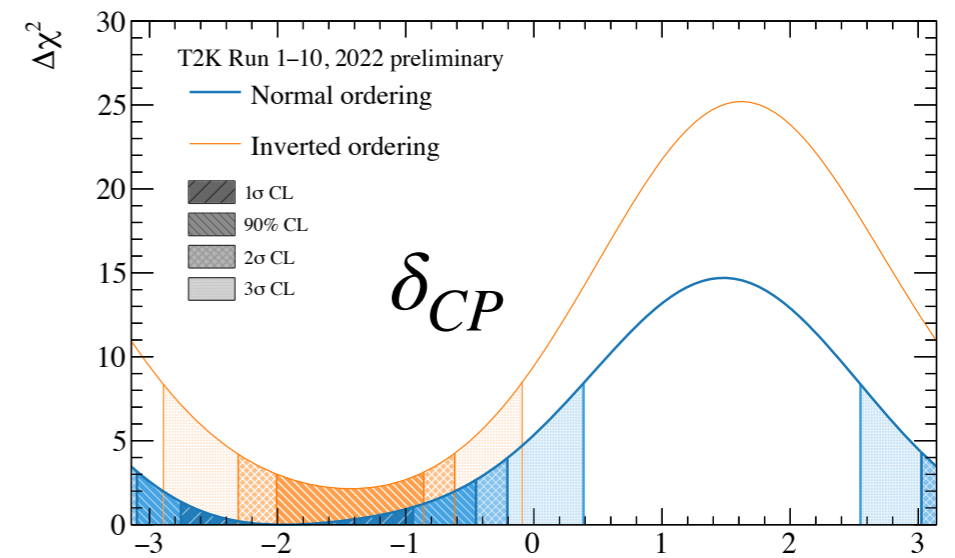 30
Δχ²
T2K Run 1–10, 2022 preliminary
Normal ordering
25
Inverted ordering
20
1σ CL
90% CL
2σ CL
3σ CL
15
δCP
10
5
0
−3 −2 −1 0 1 2 3